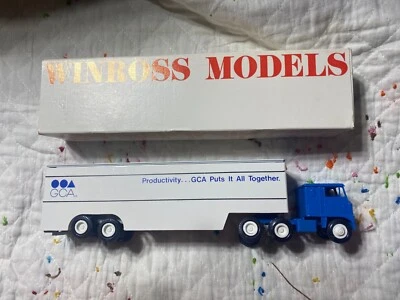 WINROSS MODELS
Productivity...GCA Puts It All Together.
GCA